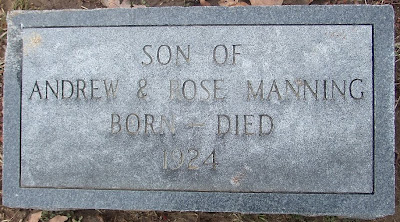 SON OF
ANDREW & ROSE MANNING
BORN - DIED
1924